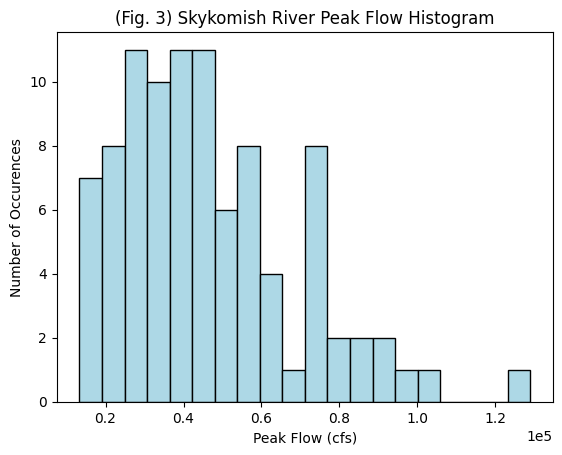 (Fig. 3) Skykomish River Peak Flow Histogram
10
8
6
4
2
0
Number of Occurences
0.2 0.4 0.6 0.8 1.0 1.2
1e5
Peak Flow (cfs)